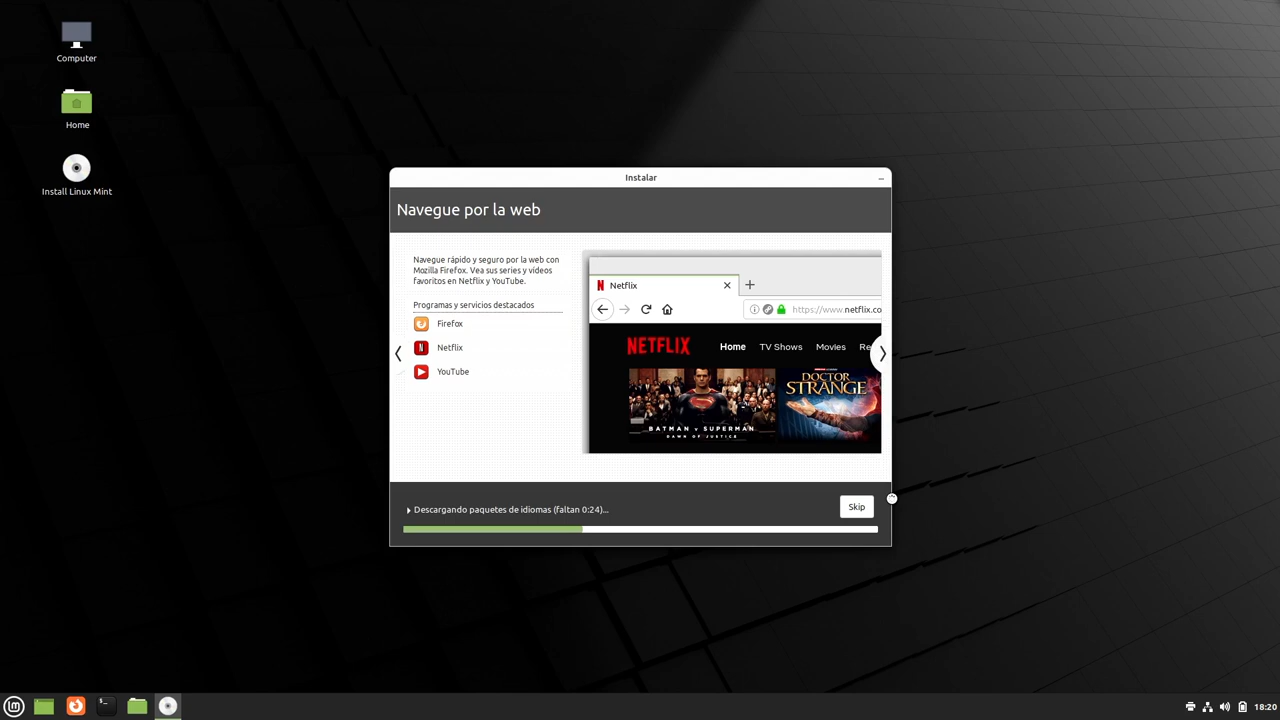 Computer
Home
Install Linux Mint
Instalar
Navegue por la web
Navegue rápido y seguro por la web con
Mozilla Firefox. Vea sus series y vídeos
favoritos en Netflix y YouTube.
Programas y servicios destacados
Firefox
Netflix
YouTube
Netflix
https://www.netflix.co
NETFLIX
Home TV Shows Movies Re
BATMAN v SUPERMAN
DAWN OF JUSTICE
DOCTOR
STRANGE
Descargando paquetes de idiomas (faltan 0:24)...
Skip
18:20